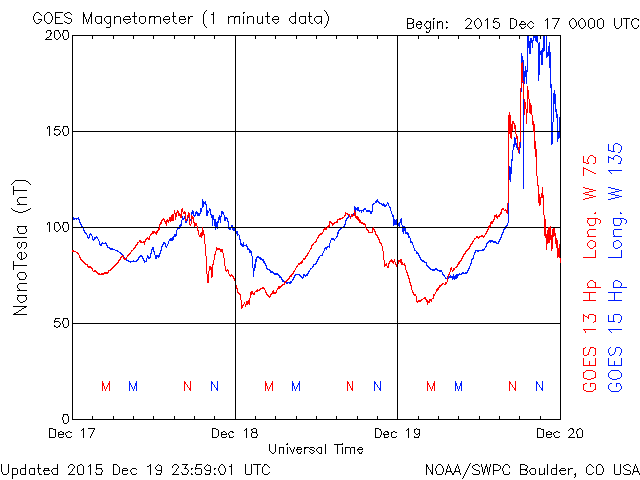 GOES Magnetometer (1 minute data)
Begin: 2015 Dec 17 0000 UTC
200
150
100
50
0
NanoTesla (nT)
M M N N M M N N M M N N
Dec 17 Dec 18 Dec 19 Dec 20
Universal Time
GOES 13 Hp Long. W 75
GOES 15 Hp Long. W 135
Updated 2015 Dec 19 23:59:01 UTC
NOAA/SWPC Boulder, CO USA